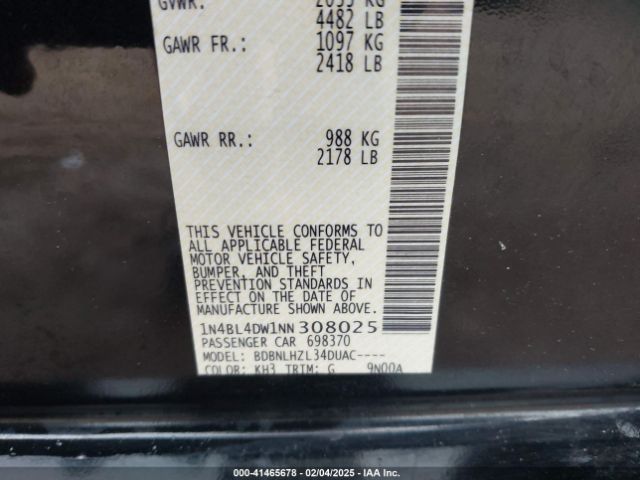 GVWR: 2033 KG
4482 LB
GAWR FR.: 1097 KG
2418 LB
GAWR RR.: 988 KG
2178 LB
THIS VEHICLE CONFORMS TO
ALL APPLICABLE FEDERAL
MOTOR VEHICLE SAFETY,
BUMPER, AND THEFT
PREVENTION STANDARDS IN
EFFECT ON THE DATE OF
MANUFACTURE SHOWN ABOVE.
1N4BL4DW1NN308025
PASSENGER CAR 698370
MODEL: BDBNLHZL34DUAC----
COLOR: KH3 TRIM: G 9N00A
000-41465678 - 02/04/2025 - IAA Inc.